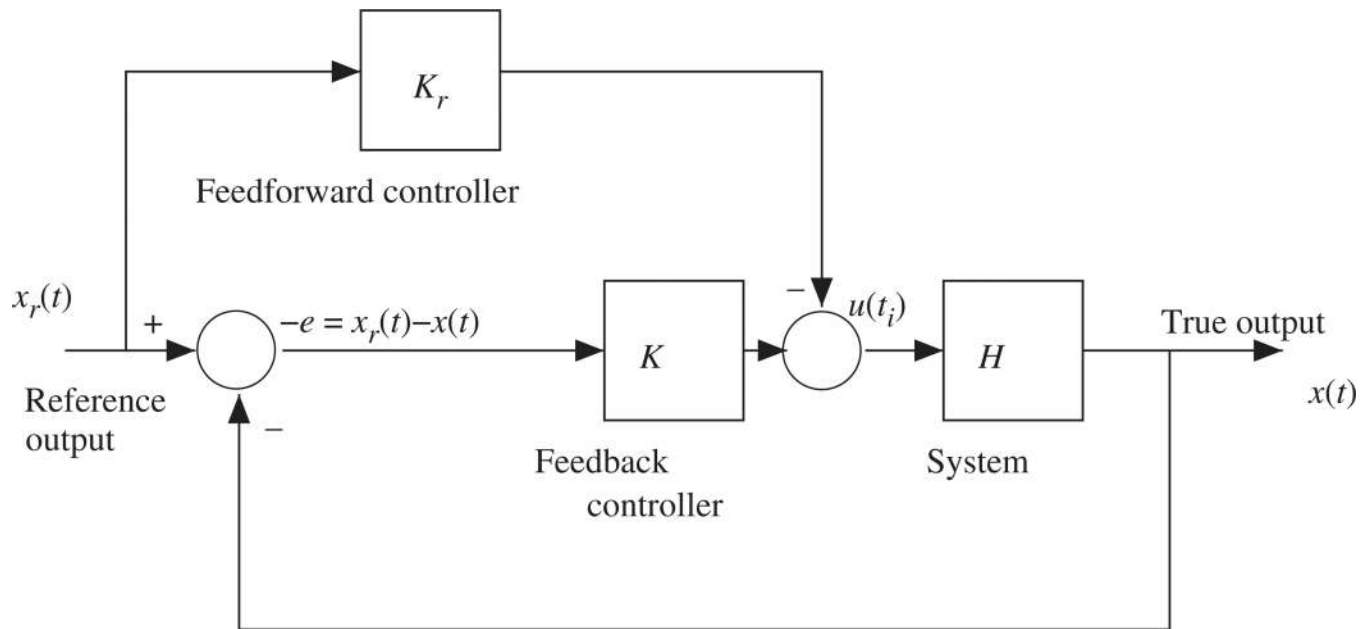 K_r
Feedforward controller
x_r(t)
+
−e = x_r(t)−x(t)
−
u(t_i)
True output
K
H
x(t)
Reference
output
−
Feedback
controller
System